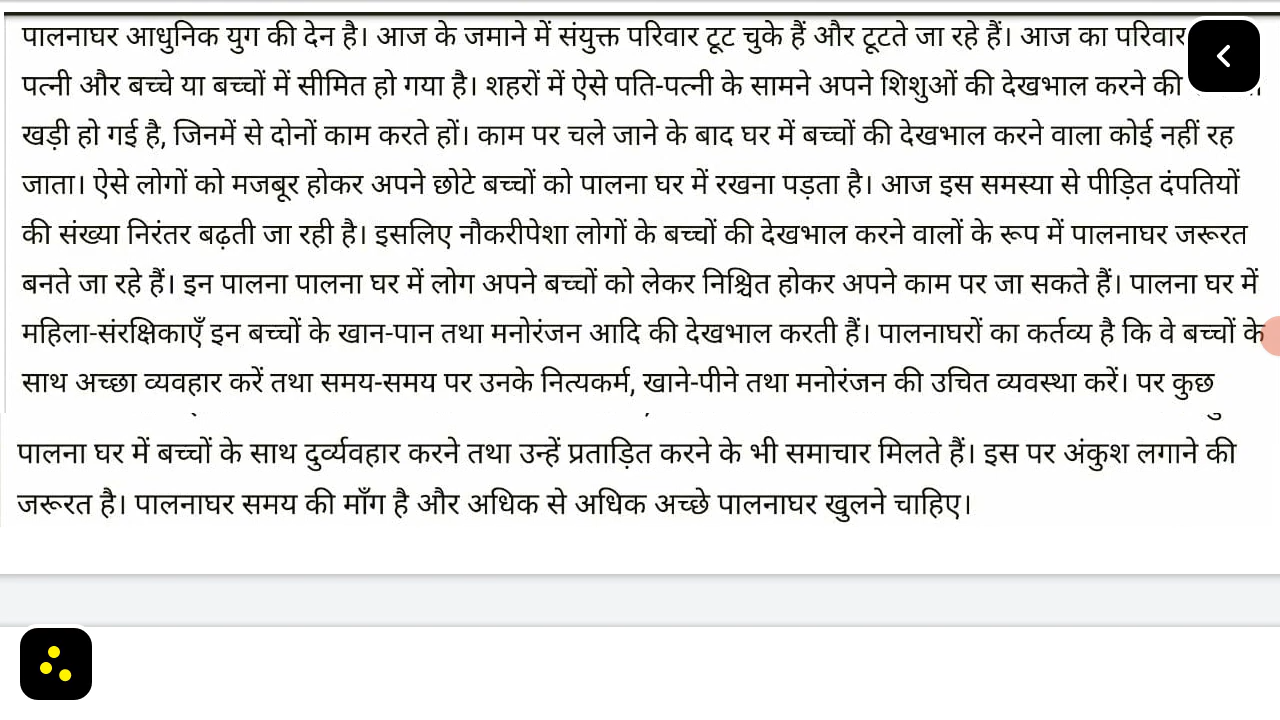 पालनाघर आधुनिक युग की देन है। आज के जमाने में संयुक्त परिवार टूट चुके हैं और टूटते जा रहे हैं। आज का परिवार
पत्नी और बच्चे या बच्चों में सीमित हो गया है। शहरों में ऐसे पति-पत्नी के सामने अपने शिशुओं की देखभाल करने की
खड़ी हो गई है, जिनमें से दोनों काम करते हों। काम पर चले जाने के बाद घर में बच्चों की देखभाल करने वाला कोई नहीं रह
जाता। ऐसे लोगों को मजबूर होकर अपने छोटे बच्चों को पालना घर में रखना पड़ता है। आज इस समस्या से पीड़ित दंपतियों
की संख्या निरंतर बढ़ती जा रही है। इसलिए नौकरीपेशा लोगों के बच्चों की देखभाल करने वालों के रूप में पालनाघर जरूरत
बनते जा रहे हैं। इन पालना पालना घर में लोग अपने बच्चों को लेकर निश्चित होकर अपने काम पर जा सकते हैं। पालना घर में
महिला-संरक्षिकाएँ इन बच्चों के खान-पान तथा मनोरंजन आदि की देखभाल करती हैं। पालनाघरों का कर्तव्य है कि वे बच्चों के
साथ अच्छा व्यवहार करें तथा समय-समय पर उनके नित्यकर्म, खाने-पीने तथा मनोरंजन की उचित व्यवस्था करें। पर कुछ
पालना घर में बच्चों के साथ दुर्व्यवहार करने तथा उन्हें प्रताड़ित करने के भी समाचार मिलते हैं। इस पर अंकुश लगाने की
जरूरत है। पालनाघर समय की माँग है और अधिक से अधिक अच्छे पालनाघर खुलने चाहिए।